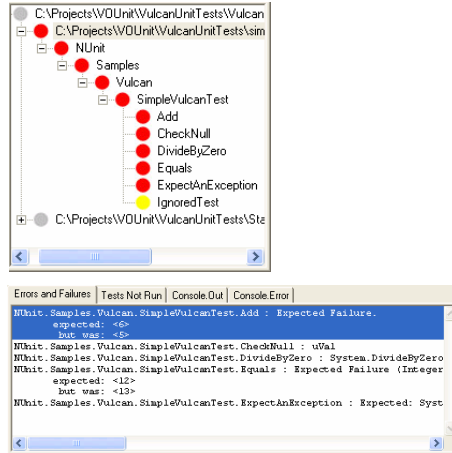 C:\Projects\VOUnit\VulcanUnitTests\Vulcan
C:\Projects\VOUnit\VulcanUnitTests\sim
NUnit
Samples
Vulcan
SimpleVulcanTest
Add
CheckNull
DivideByZero
Equals
ExpectAnException
IgnoredTest
C:\Projects\VOUnit\VulcanUnitTests\Sta
Errors and Failures Tests Not Run Console.Out Console.Error
NUnit.Samples.Vulcan.SimpleVulcanTest.Add : Expected Failure.
expected: <6>
but was: <5>
NUnit.Samples.Vulcan.SimpleVulcanTest.CheckNull : uVal
NUnit.Samples.Vulcan.SimpleVulcanTest.DivideByZero : System.DivideByZero
NUnit.Samples.Vulcan.SimpleVulcanTest.Equals : Expected Failure (Integer
expected: <12>
but was: <13>
NUnit.Samples.Vulcan.SimpleVulcanTest.ExpectAnException : Expected: Syst